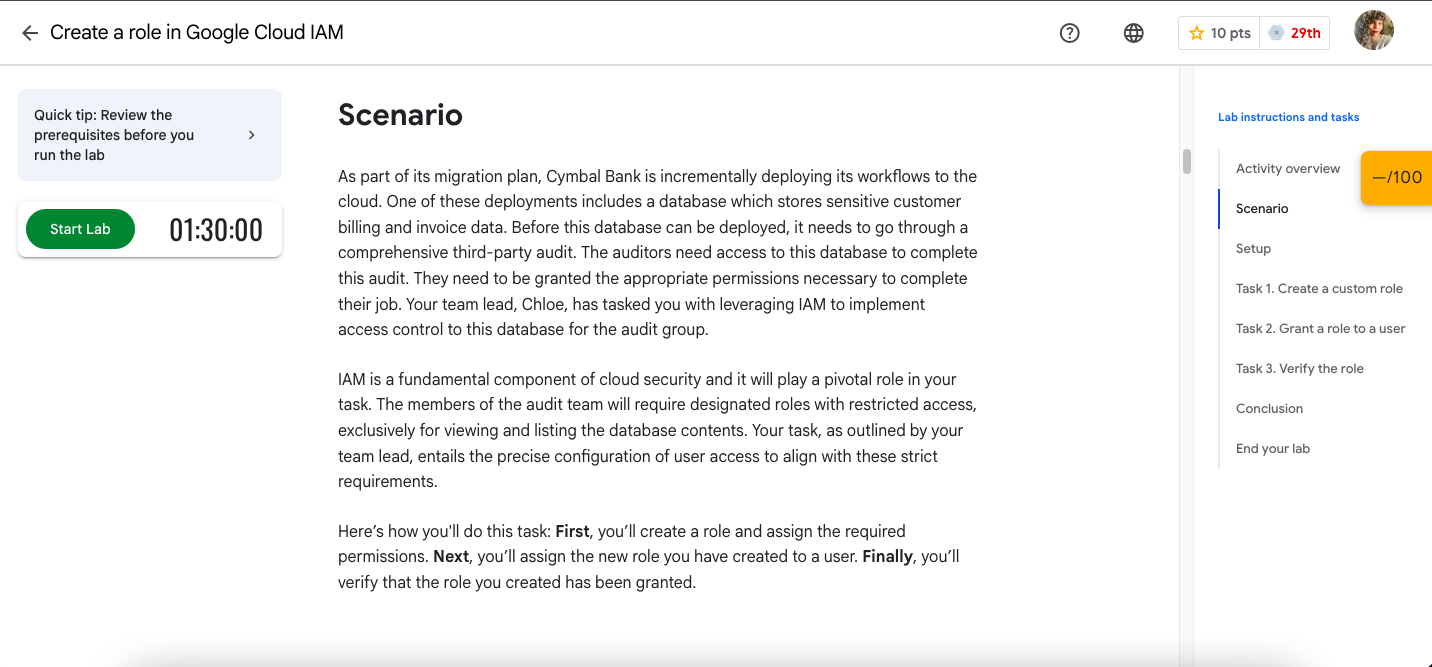 Create a role in Google Cloud IAM
10 pts
29th
Quick tip: Review the
prerequisites before you
run the lab
Start Lab
01:30:00
Scenario
As part of its migration plan, Cymbal Bank is incrementally deploying its workflows to the
cloud. One of these deployments includes a database which stores sensitive customer
billing and invoice data. Before this database can be deployed, it needs to go through a
comprehensive third-party audit. The auditors need access to this database to complete
this audit. They need to be granted the appropriate permissions necessary to complete
their job. Your team lead, Chloe, has tasked you with leveraging IAM to implement
access control to this database for the audit group.
IAM is a fundamental component of cloud security and it will play a pivotal role in your
task. The members of the audit team will require designated roles with restricted access,
exclusively for viewing and listing the database contents. Your task, as outlined by your
team lead, entails the precise configuration of user access to align with these strict
requirements.
Here’s how you'll do this task: First, you’ll create a role and assign the required
permissions. Next, you’ll assign the new role you have created to a user. Finally, you’ll
verify that the role you created has been granted.
Lab instructions and tasks
Activity overview
—/100
Scenario
Setup
Task 1. Create a custom role
Task 2. Grant a role to a user
Task 3. Verify the role
Conclusion
End your lab